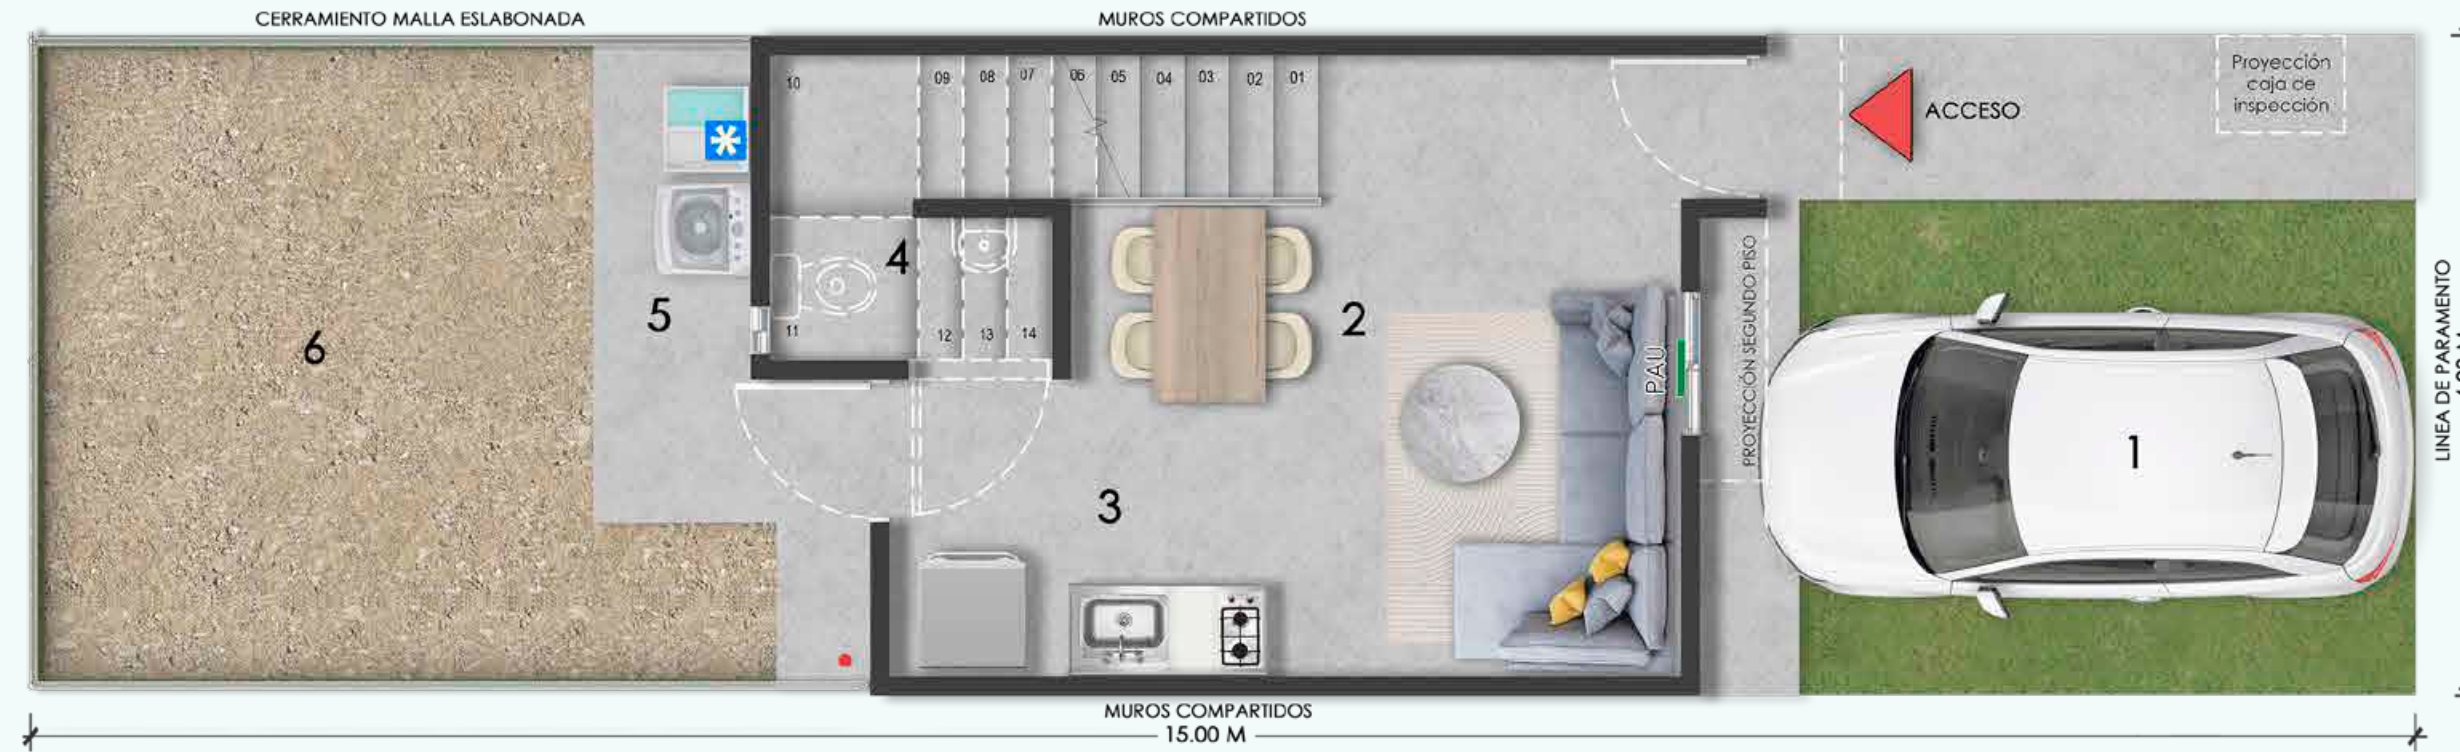 CERRAMIENTO MALLA ESLABONADA
MUROS COMPARTIDOS
10
09
08
07
06
05
04
03
02
01
Proyección
caja de
inspección
ACCESO
4
5
6
11
12
13
14
2
PAU
PROYECCIÓN SEGUNDO PISO
1
LINEA DE PARAMENTO
3
MUROS COMPARTIDOS
15.00 M